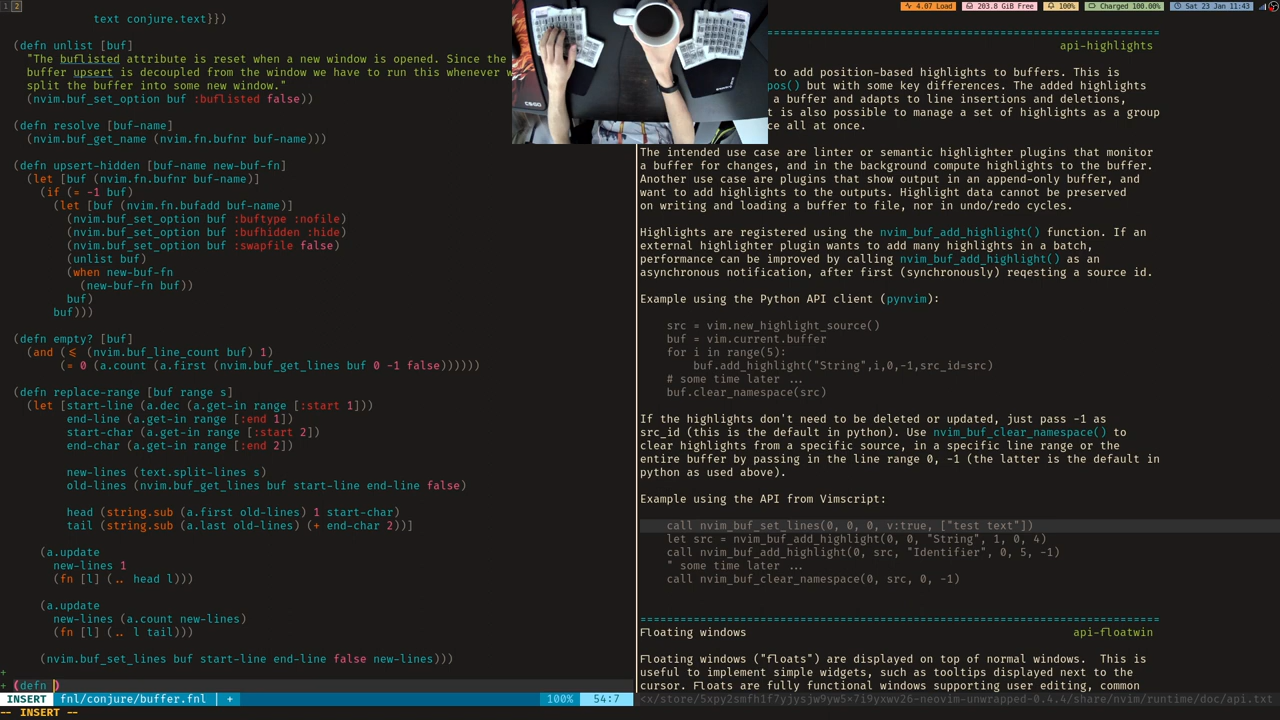 1 2
4.07 Load
203.8 GiB Free
100%
Charged 100.00%
Sat 23 Jan 11:43
text conjure.text}})
(defn unlist [buf]
"The buflisted attribute is reset when a new window is opened. Since the
buffer upsert is decoupled from the window we have to run this whenever w
split the buffer into some new window."
(nvim.buf_set_option buf :buflisted false))
(defn resolve [buf-name]
(nvim.buf_get_name (nvim.fn.bufnr buf-name)))
(defn upsert-hidden [buf-name new-buf-fn]
(let [buf (nvim.fn.bufnr buf-name)]
(if (= -1 buf)
(let [buf (nvim.fn.bufadd buf-name)]
(nvim.buf_set_option buf :buftype :nofile)
(nvim.buf_set_option buf :bufhidden :hide)
(nvim.buf_set_option buf :swapfile false)
(unlist buf)
(when new-buf-fn
(new-buf-fn buf))
buf)
buf)))
(defn empty? [buf]
(and (<= (nvim.buf_line_count buf) 1)
(= 0 (a.count (a.first (nvim.buf_get_lines buf 0 -1 false))))))
(defn replace-range [buf range s]
(let [start-line (a.dec (a.get-in range [:start 1]))
end-line (a.get-in range [:end 1])
start-char (a.get-in range [:start 2])
end-char (a.get-in range [:end 2])
new-lines (text.split-lines s)
old-lines (nvim.buf_get_lines buf start-line end-line false)
head (string.sub (a.first old-lines) 1 start-char)
tail (string.sub (a.last old-lines) (+ end-char 2))]
(a.update
new-lines 1
(fn [l] (.. head l)))
(a.update
new-lines (a.count new-lines)
(fn [l] (.. l tail)))
(nvim.buf_set_lines buf start-line end-line false new-lines)))
+
+ (defn )
INSERT fnl/conjure/buffer.fnl | + 100% 54:7
-- INSERT --
==========================================================
api-highlights
to add position-based highlights to buffers. This is
pos() but with some key differences. The added highlights
a buffer and adapts to line insertions and deletions,
t is also possible to manage a set of highlights as a group
ce all at once.
The intended use case are linter or semantic highlighter plugins that monitor
a buffer for changes, and in the background compute highlights to the buffer.
Another use case are plugins that show output in an append-only buffer, and
want to add highlights to the outputs. Highlight data cannot be preserved
on writing and loading a buffer to file, nor in undo/redo cycles.
Highlights are registered using the nvim_buf_add_highlight() function. If an
external highlighter plugin wants to add many highlights in a batch,
performance can be improved by calling nvim_buf_add_highlight() as an
asynchronous notification, after first (synchronously) reqesting a source id.
Example using the Python API client (pynvim):
src = vim.new_highlight_source()
buf = vim.current.buffer
for i in range(5):
buf.add_highlight("String",i,0,-1,src_id=src)
# some time later ...
buf.clear_namespace(src)
If the highlights don't need to be deleted or updated, just pass -1 as
src_id (this is the default in python). Use nvim_buf_clear_namespace() to
clear highlights from a specific source, in a specific line range or the
entire buffer by passing in the line range 0, -1 (the latter is the default in
python as used above).
Example using the API from Vimscript:
call nvim_buf_set_lines(0, 0, 0, v:true, ["test text"])
let src = nvim_buf_add_highlight(0, 0, "String", 1, 0, 4)
call nvim_buf_add_highlight(0, src, "Identifier", 0, 5, -1)
" some time later ...
call nvim_buf_clear_namespace(0, src, 0, -1)
==============================================================================
Floating windows api-floatwin
Floating windows ("floats") are displayed on top of normal windows. This is
useful to implement simple widgets, such as tooltips displayed next to the
cursor. Floats are fully functional windows supporting user editing, common